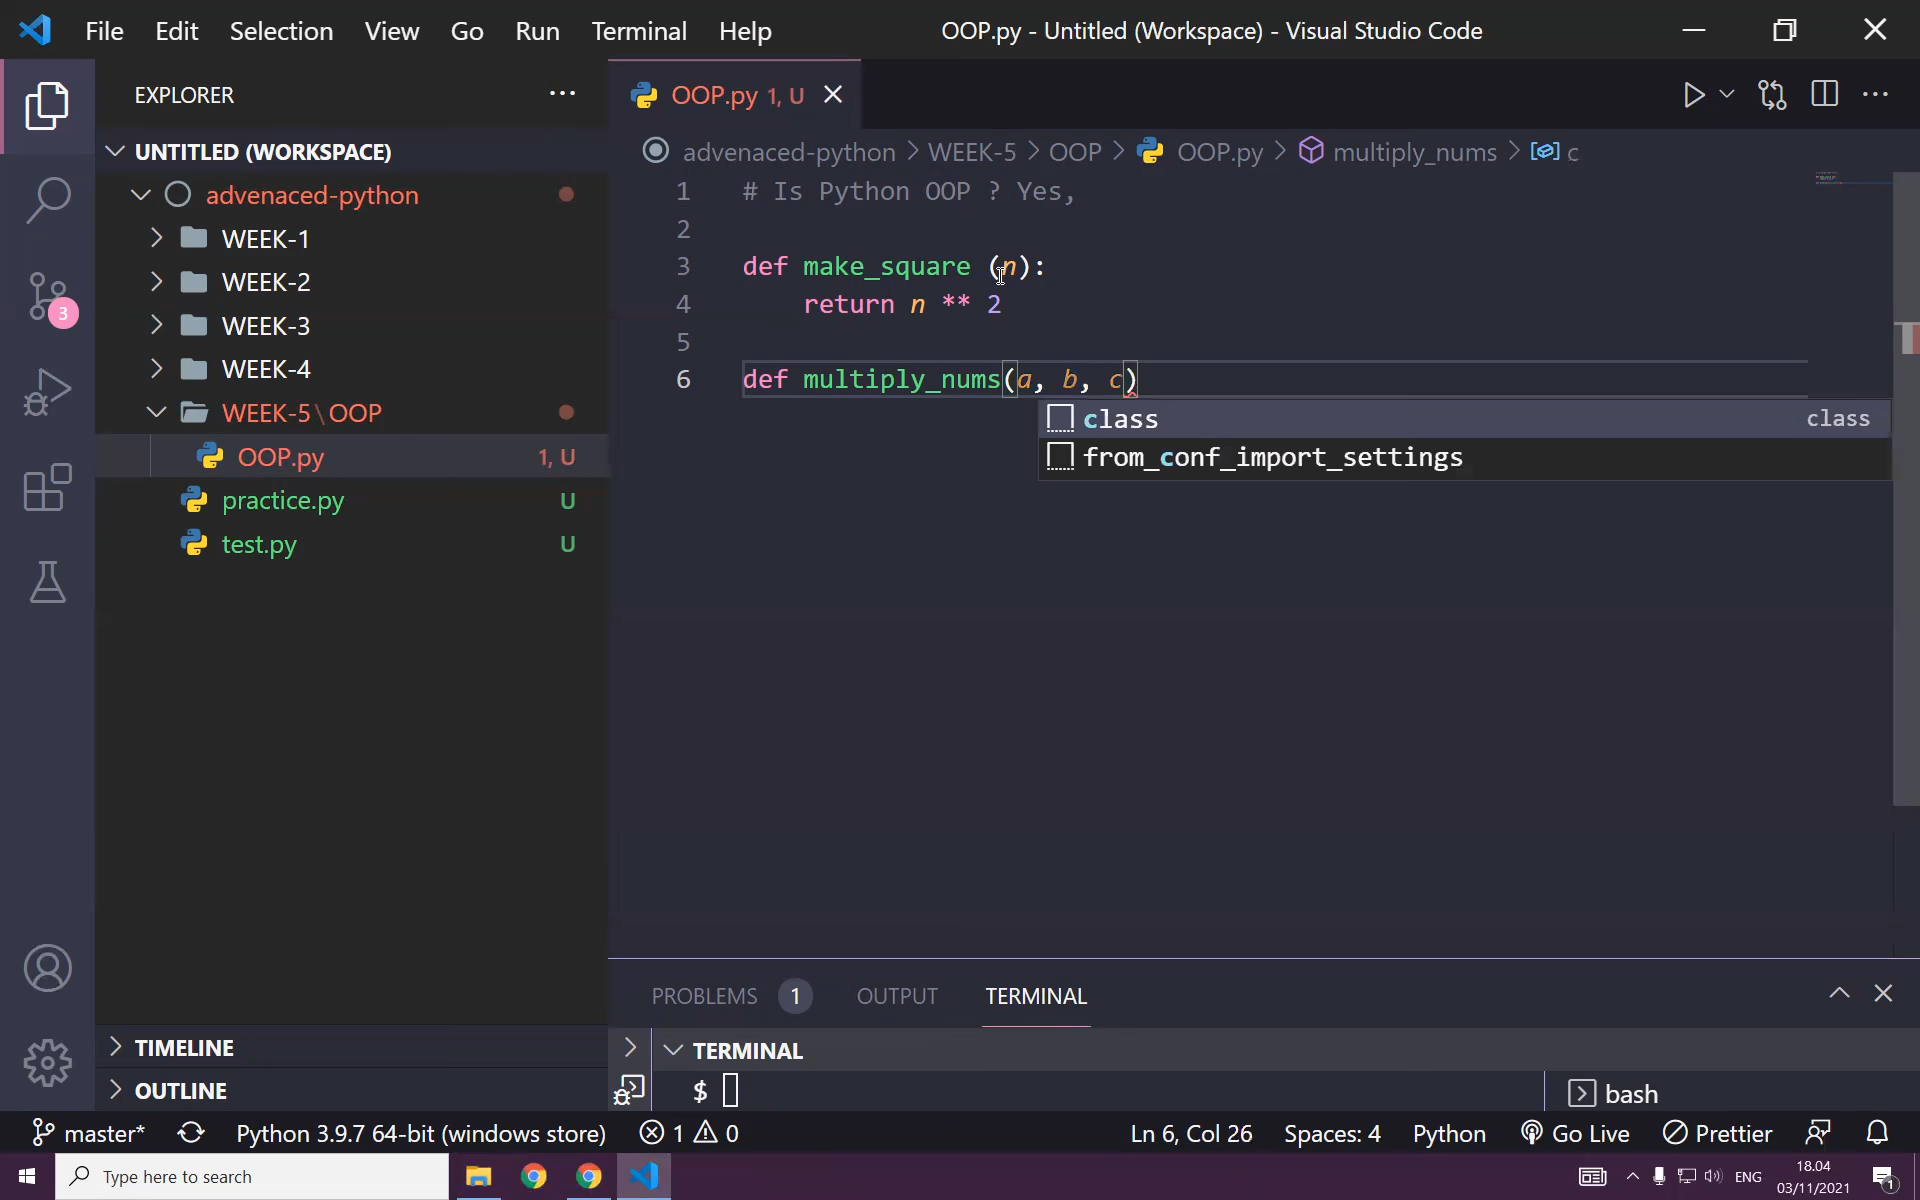 File Edit Selection View Go Run Terminal Help OOP.py - Untitled (Workspace) - Visual Studio Code
EXPLORER
UNTITLED (WORKSPACE)
advenaced-python
WEEK-1
WEEK-2
WEEK-3
WEEK-4
WEEK-5\OOP
OOP.py 1, U
practice.py U
test.py U
TIMELINE
OUTLINE
3
OOP.py 1, U
advenaced-python > WEEK-5 > OOP > OOP.py > multiply_nums > c
1 # Is Python OOP ? Yes,
2
3 def make_square (n):
4 return n ** 2
5
6 def multiply_nums(a, b, c)
class class
from_conf_import_settings
PROBLEMS 1 OUTPUT TERMINAL
TERMINAL
$
bash
master* Python 3.9.7 64-bit (windows store) 1 0 Ln 6, Col 26 Spaces: 4 Python Go Live Prettier
Type here to search
ENG
18.04
03/11/2021
1